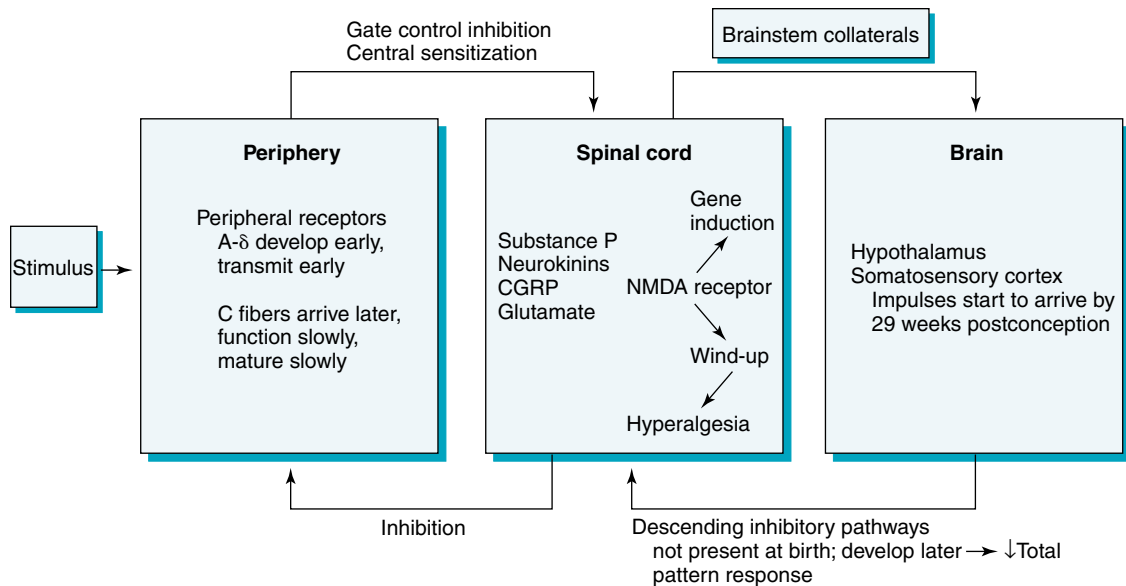 Gate control inhibition
Central sensitization
Brainstem collaterals
Stimulus
Periphery
Peripheral receptors
A-δ develop early,
transmit early
C fibers arrive later,
function slowly,
mature slowly
Spinal cord
Substance P
Neurokinins
CGRP
Glutamate
Gene
induction
NMDA receptor
Wind-up
Hyperalgesia
Brain
Hypothalamus
Somatosensory cortex
Impulses start to arrive by
29 weeks postconception
Inhibition
Descending inhibitory pathways
not present at birth; develop later → ↓Total
pattern response